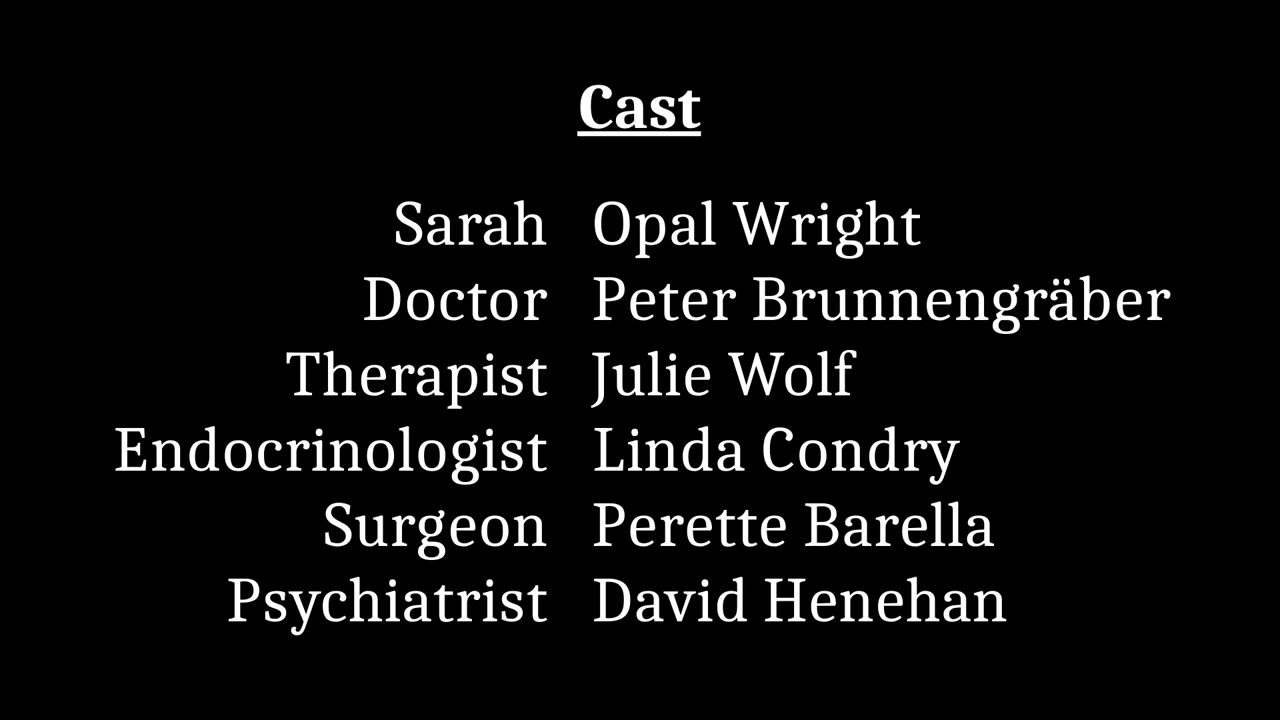 Cast
Sarah Opal Wright
Doctor Peter Brunnengräber
Therapist Julie Wolf
Endocrinologist Linda Condry
Surgeon Perette Barella
Psychiatrist David Henehan